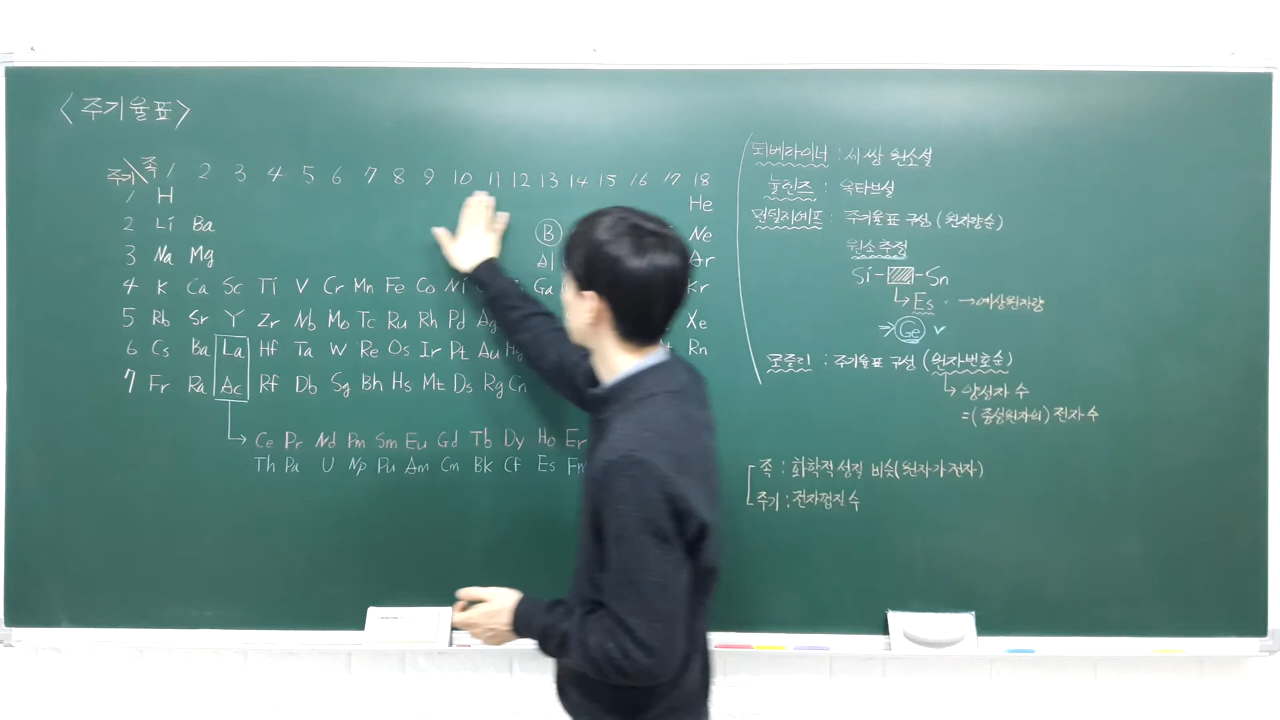 <주기율표>
족 1 2 3 4 5 6 7 8 9 10 11 12 13 14 15 16 17 18
주기
1 H He
2 Li Ba B Ne
3 Na Mg Al Ar
4 K Ca Sc Ti V Cr Mn Fe Co Ni Ga Kr
5 Rb Sr Y Zr Nb Mo Tc Ru Rh Pd Ag Xe
6 Cs Ba La Hf Ta W Re Os Ir Pt Au Hg Rn
7 Fr Ra Ac Rf Db Sg Bh Hs Mt Ds Rg Cn
Ce Pr Nd Pm Sm Eu Gd Tb Dy Ho Er
Th Pa U Np Pu Am Cm Bk Cf Es Fm
되베라이너 : 세 쌍 원소설
뉼린즈 : 옥타브설
멘딜레예프 : 주기율표 구성 (원자량순)
원소 추정
Si - - Sn
↳ Es → 예상원자량
⇒ Ge ✓
모즐리 : 주기율표 구성 (원자번호순)
↳ 양성자 수
= (중성원자의) 전자 수
족 : 화학적 성질 비슷 (원자가 전자)
주기 : 전자껍질 수